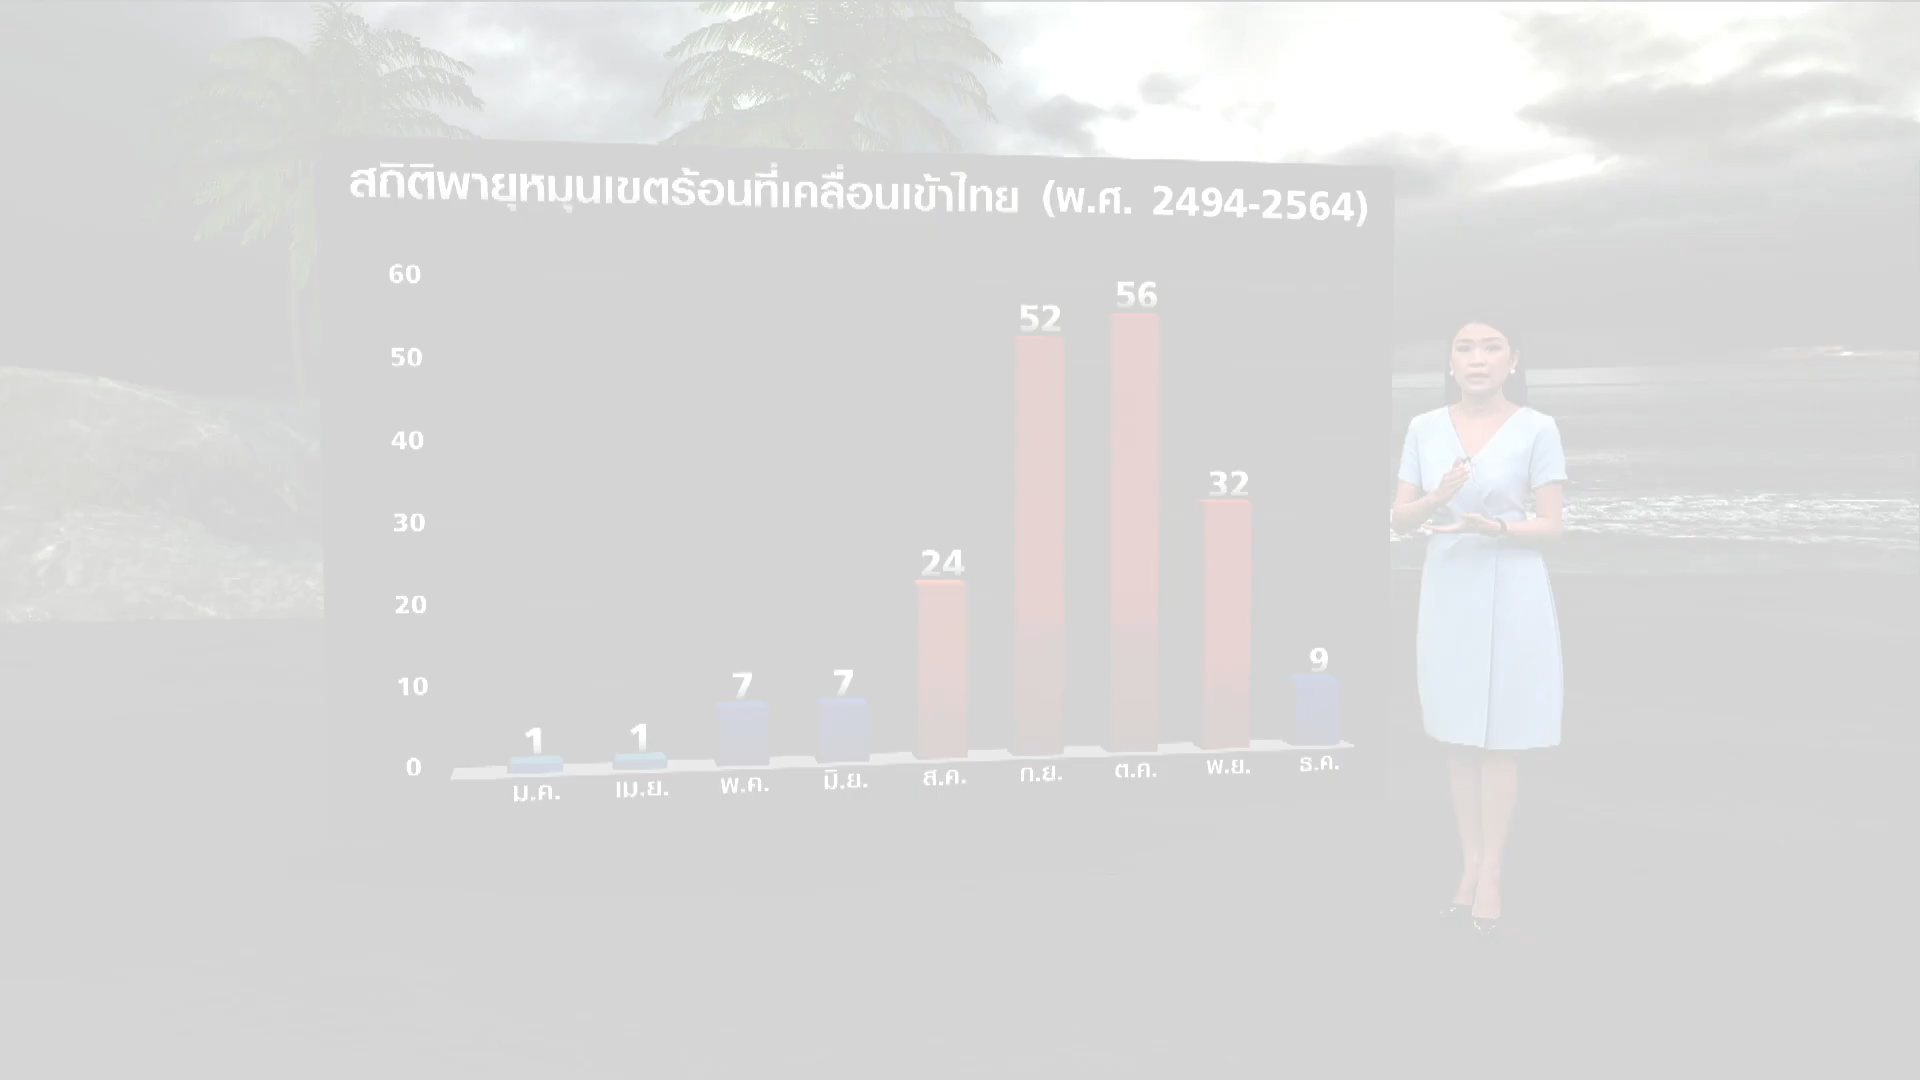 สถิติพายุหมุนเขตร้อนที่เคลื่อนเข้าไทย (พ.ศ. 2494-2564)
60
50
40
30
20
10
0
1
1
7
7
24
52
56
32
9
ม.ค.
เม.ย.
พ.ค.
มิ.ย.
ส.ค.
ก.ย.
ต.ค.
พ.ย.
ธ.ค.